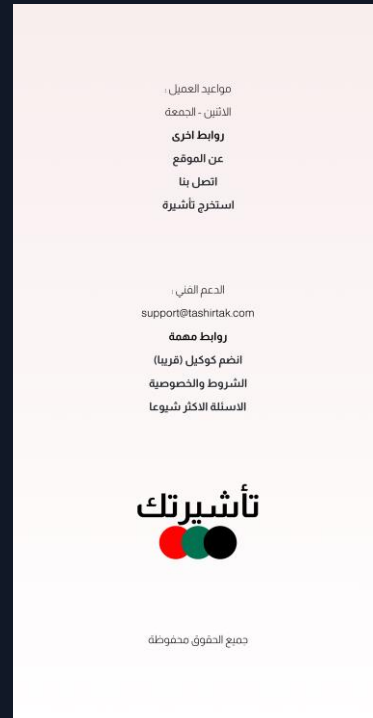 مواعيد العميل :
الاثنين - الجمعة
روابط اخرى
عن الموقع
اتصل بنا
استخرج تأشيرة
الدعم الفني :
support@tashirtak.com
روابط مهمة
انضم كوكيل (قريبا)
الشروط والخصوصية
الاسئلة الاكثر شيوعا
تأشيرتك
جميع الحقوق محفوظة